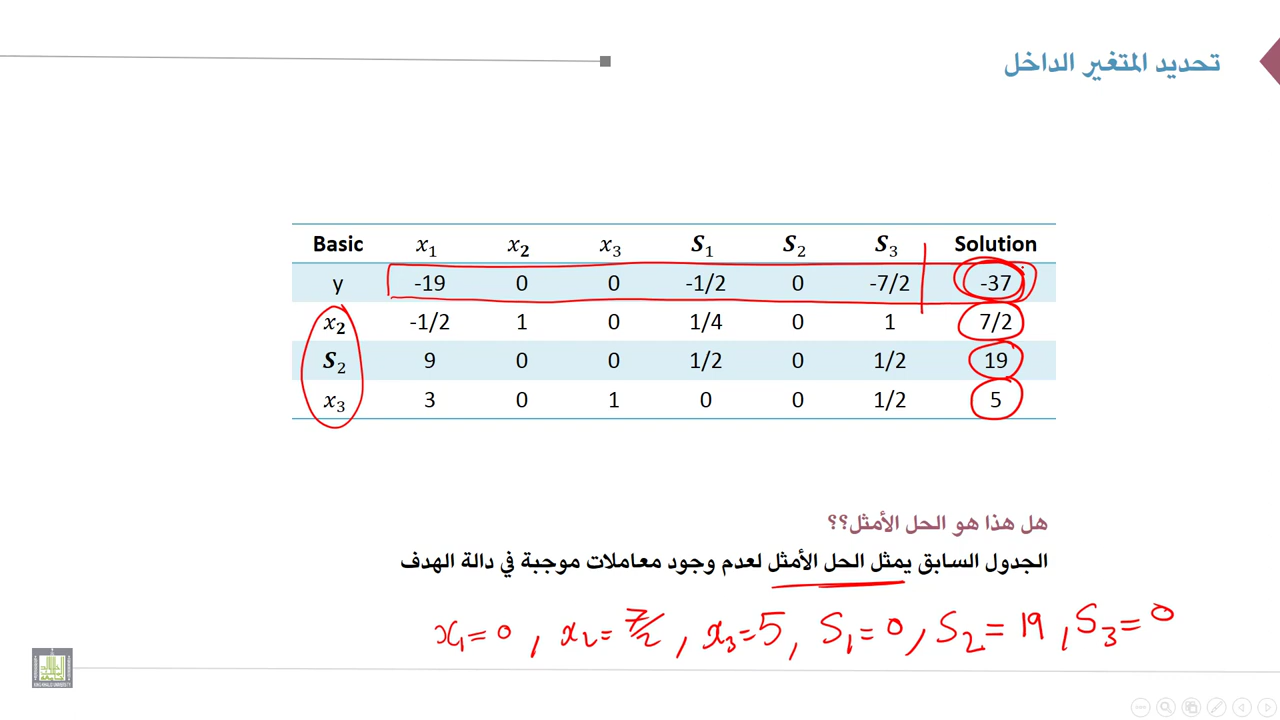 تحديد المتغير الداخل
Basic x₁ x₂ x₃ S₁ S₂ S₃ Solution
y -19 0 0 -1/2 0 -7/2 -37
x₂ -1/2 1 0 1/4 0 1 7/2
S₂ 9 0 0 1/2 0 1/2 19
x₃ 3 0 1 0 0 1/2 5
هل هذا هو الحل الأمثل؟؟
الجدول السابق يمثل الحل الأمثل لعدم وجود معاملات موجبة في دالة الهدف
x₁=0 , x₂=7/2 , x₃=5 , S₁=0 , S₂=19 , S₃=0